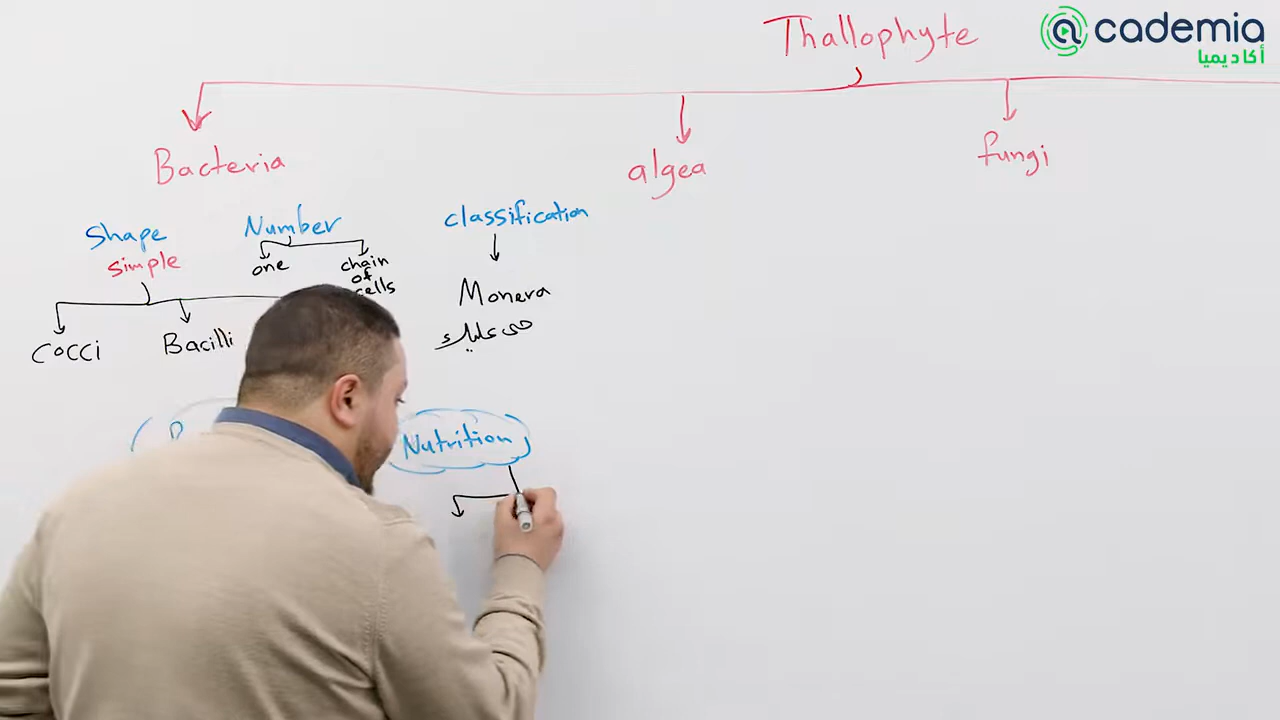 Thallophyte
@cademia
أكاديميا
Bacteria
algea
fungi
Shape
simple
Number
one
chain
of
cells
classification
Monera
Cocci
Bacilli
Nutrition